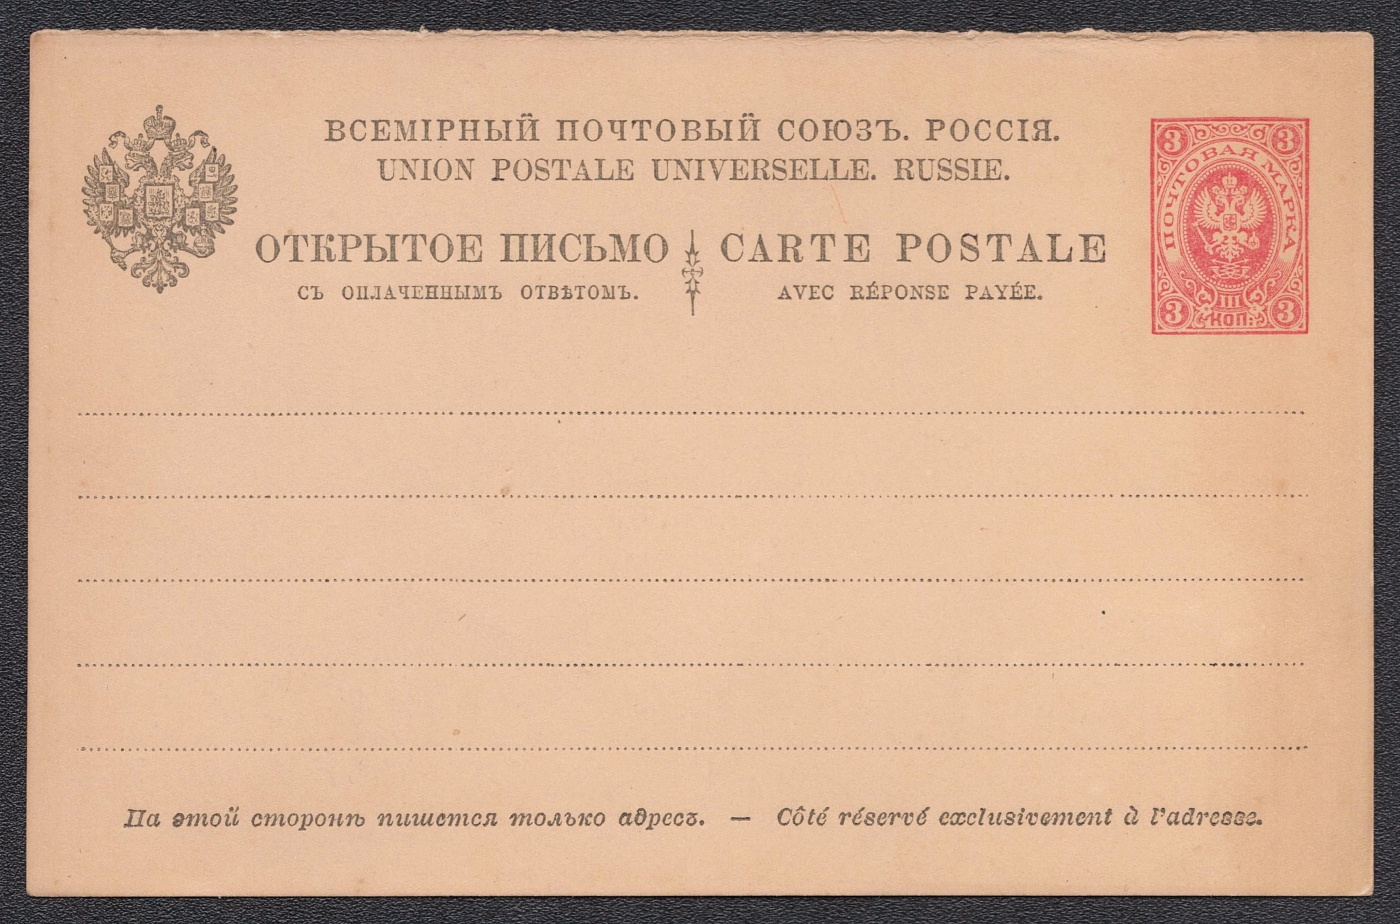 ВСЕМІРНЫЙ ПОЧТОВЫЙ СОЮЗЪ. РОССІЯ.
UNION POSTALE UNIVERSELLE. RUSSIE.
ОТКРЫТОЕ ПИСЬМО CARTE POSTALE
СЪ ОПЛАЧЕННЫМЪ ОТВѢТОМЪ. AVEC RÉPONSE PAYÉE.
3 3
ПОЧТОВАЯ МАРКА
III
3 КОП. 3
На этой сторонѣ пишется только адресъ. — Côté réservé exclusivement à l'adresse.